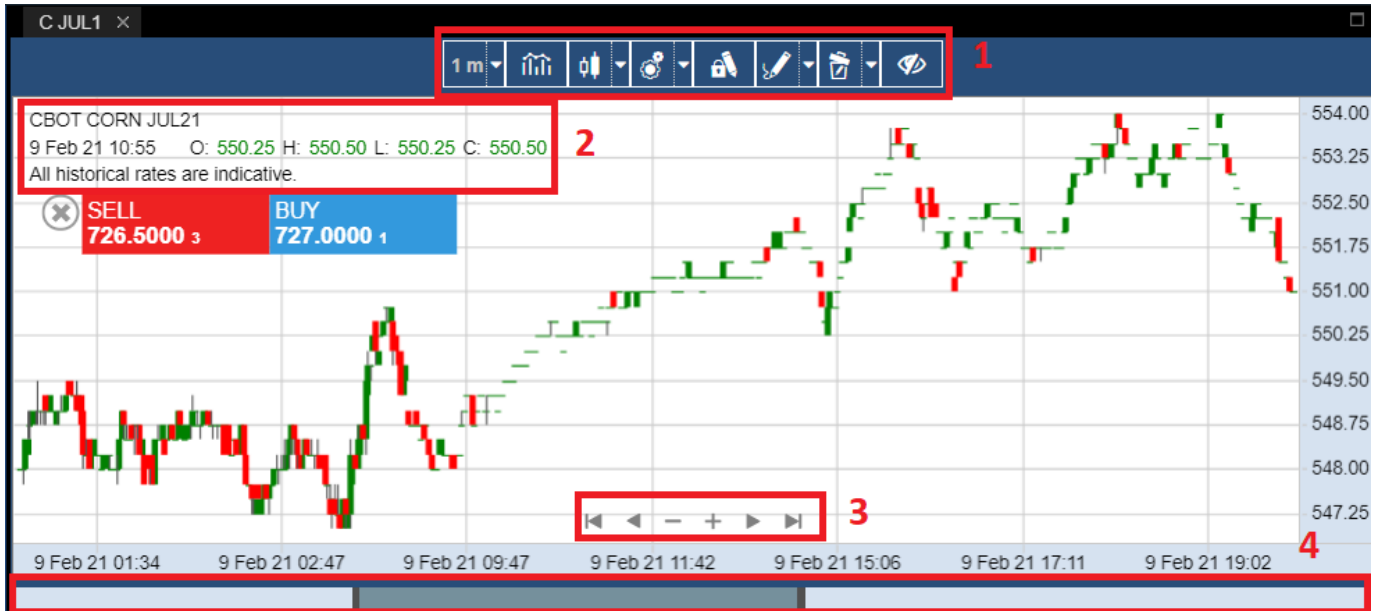 C JUL1 ×
1 m
1
CBOT CORN JUL21
9 Feb 21 10:55 O: 550.25 H: 550.50 L: 550.25 C: 550.50
All historical rates are indicative.
2
SELL BUY
726.5000 3 727.0000 1
554.00
553.25
552.50
551.75
551.00
550.25
549.50
548.75
548.00
547.25
3
4
9 Feb 21 01:34 9 Feb 21 02:47 9 Feb 21 09:47 9 Feb 21 11:42 9 Feb 21 15:06 9 Feb 21 17:11 9 Feb 21 19:02